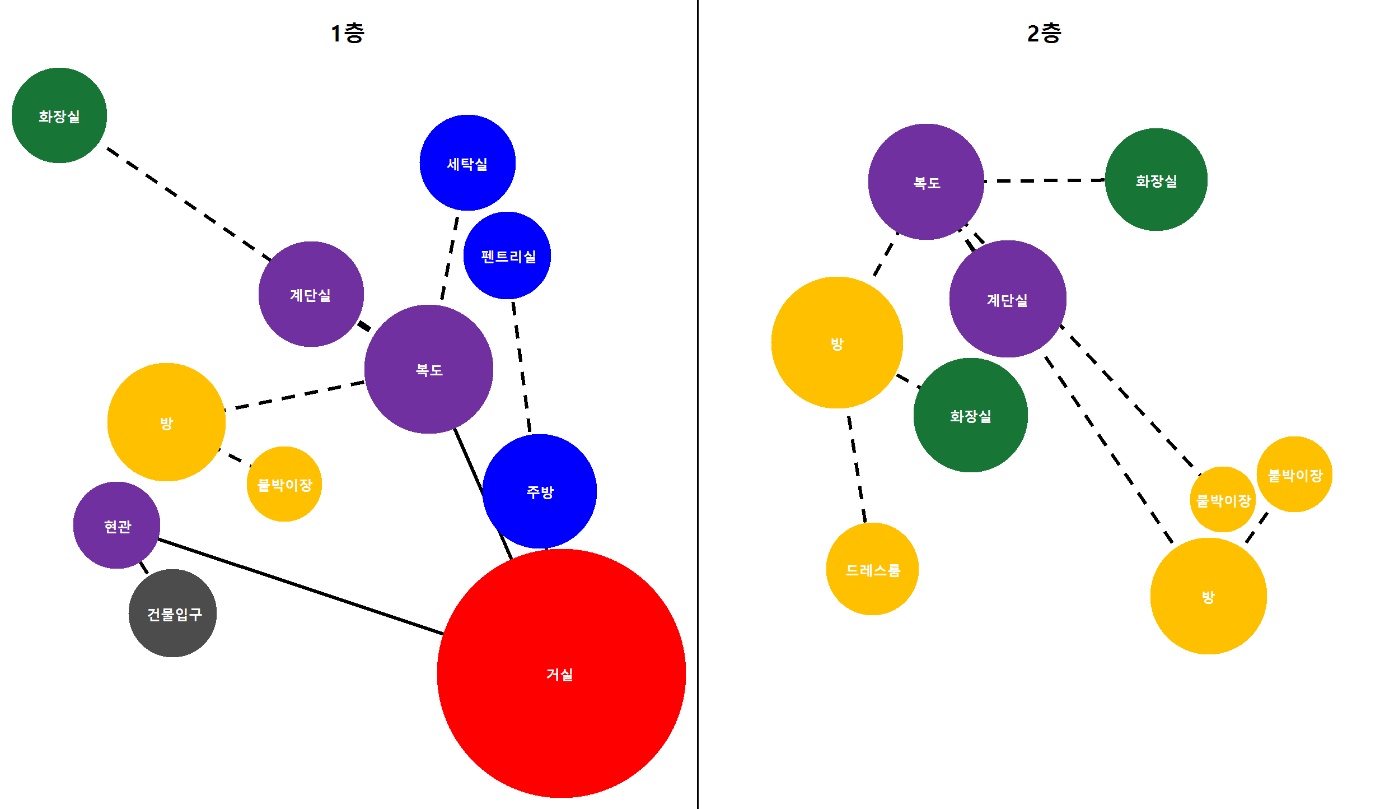 1층
화장실
세탁실
펜트리실
계단실
복도
방
붙박이장
주방
현관
건물입구
거실
2층
복도
화장실
계단실
방
화장실
붙박이장
붙박이장
드레스룸
방